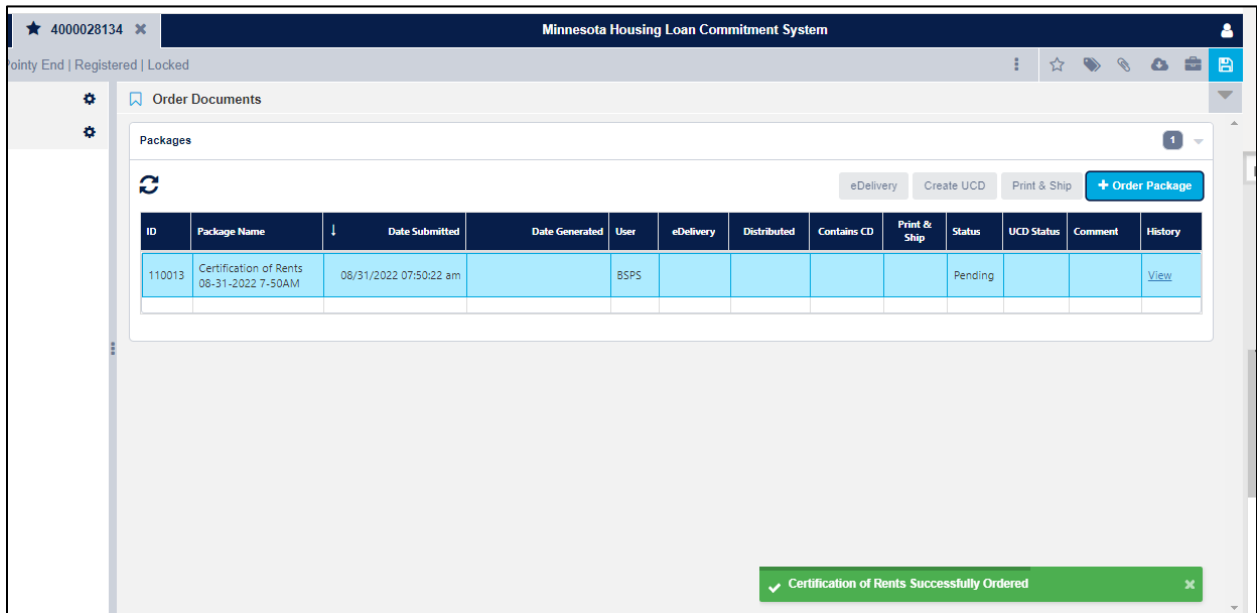 4000028134
Minnesota Housing Loan Commitment System
Pointy End | Registered | Locked
Order Documents
Packages
1
eDelivery Create UCD Print & Ship + Order Package
ID Package Name Date Submitted Date Generated User eDelivery Distributed Contains CD Print & Ship Status UCD Status Comment History
110013 Certification of Rents 08/31/2022 07:50:22 am BSPS Pending View
08-31-2022 7-50AM
Certification of Rents Successfully Ordered